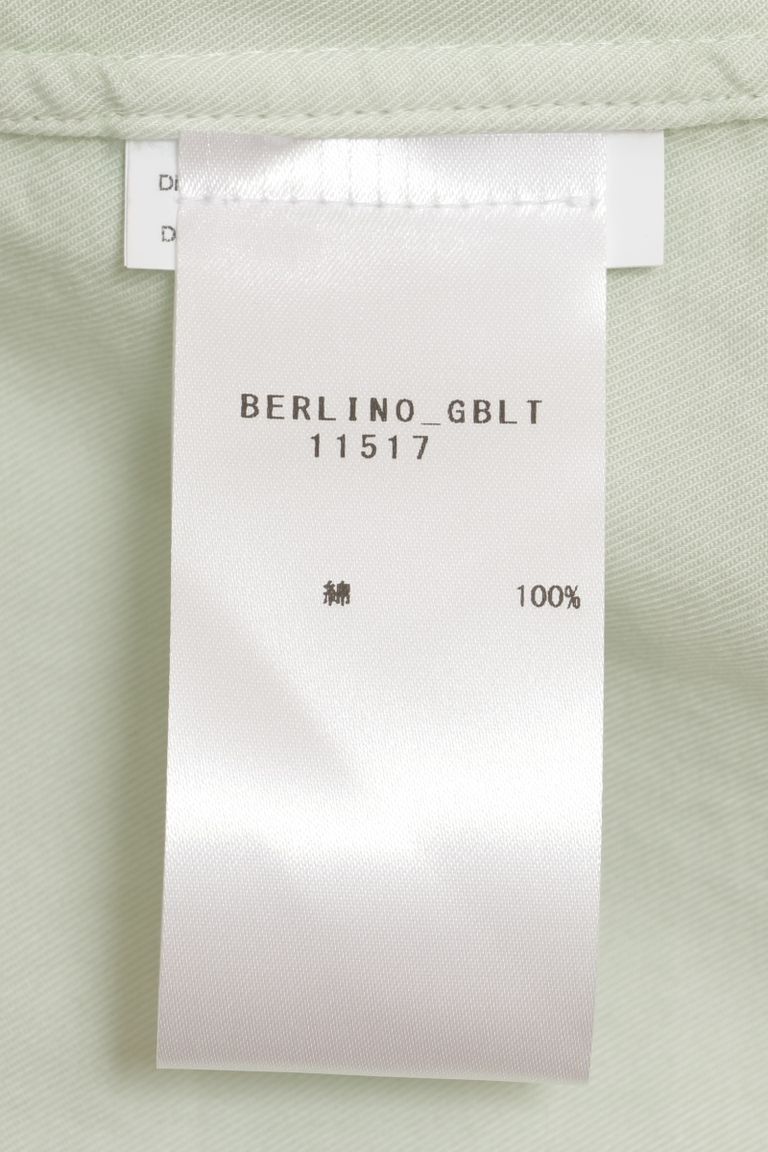 BERLINO_GBLT
11517
綿 100%